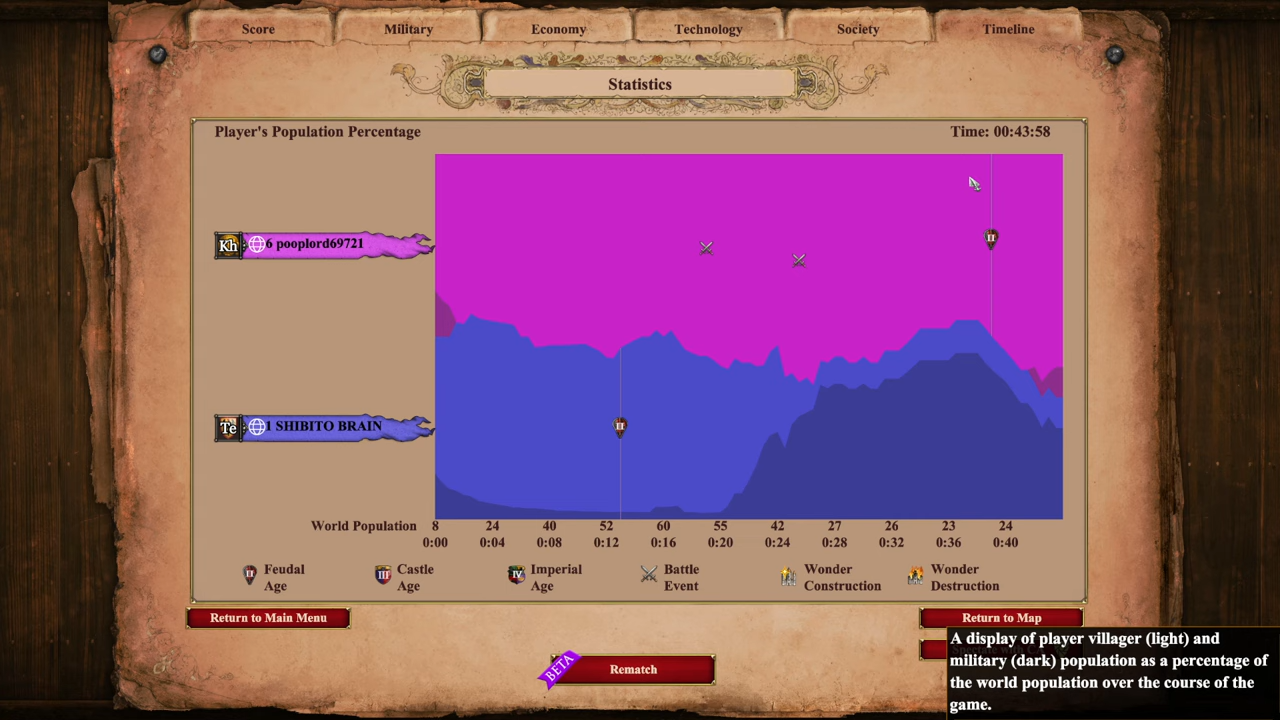 Score Military Economy Technology Society Timeline
Statistics
Player's Population Percentage Time: 00:43:58
II
Kh 6 pooplord69721
Te 1 SHIBITO BRAIN II
World Population 8 24 40 52 60 55 42 27 26 23 24
0:00 0:04 0:08 0:12 0:16 0:20 0:24 0:28 0:32 0:36 0:40
II Feudal Age
III Castle Age
IV Imperial Age
Battle Event
Wonder Construction
Wonder Destruction
Return to Main Menu Return to Map
BETA Rematch
A display of player villager (light) and
military (dark) population as a percentage of
the world population over the course of the
game.